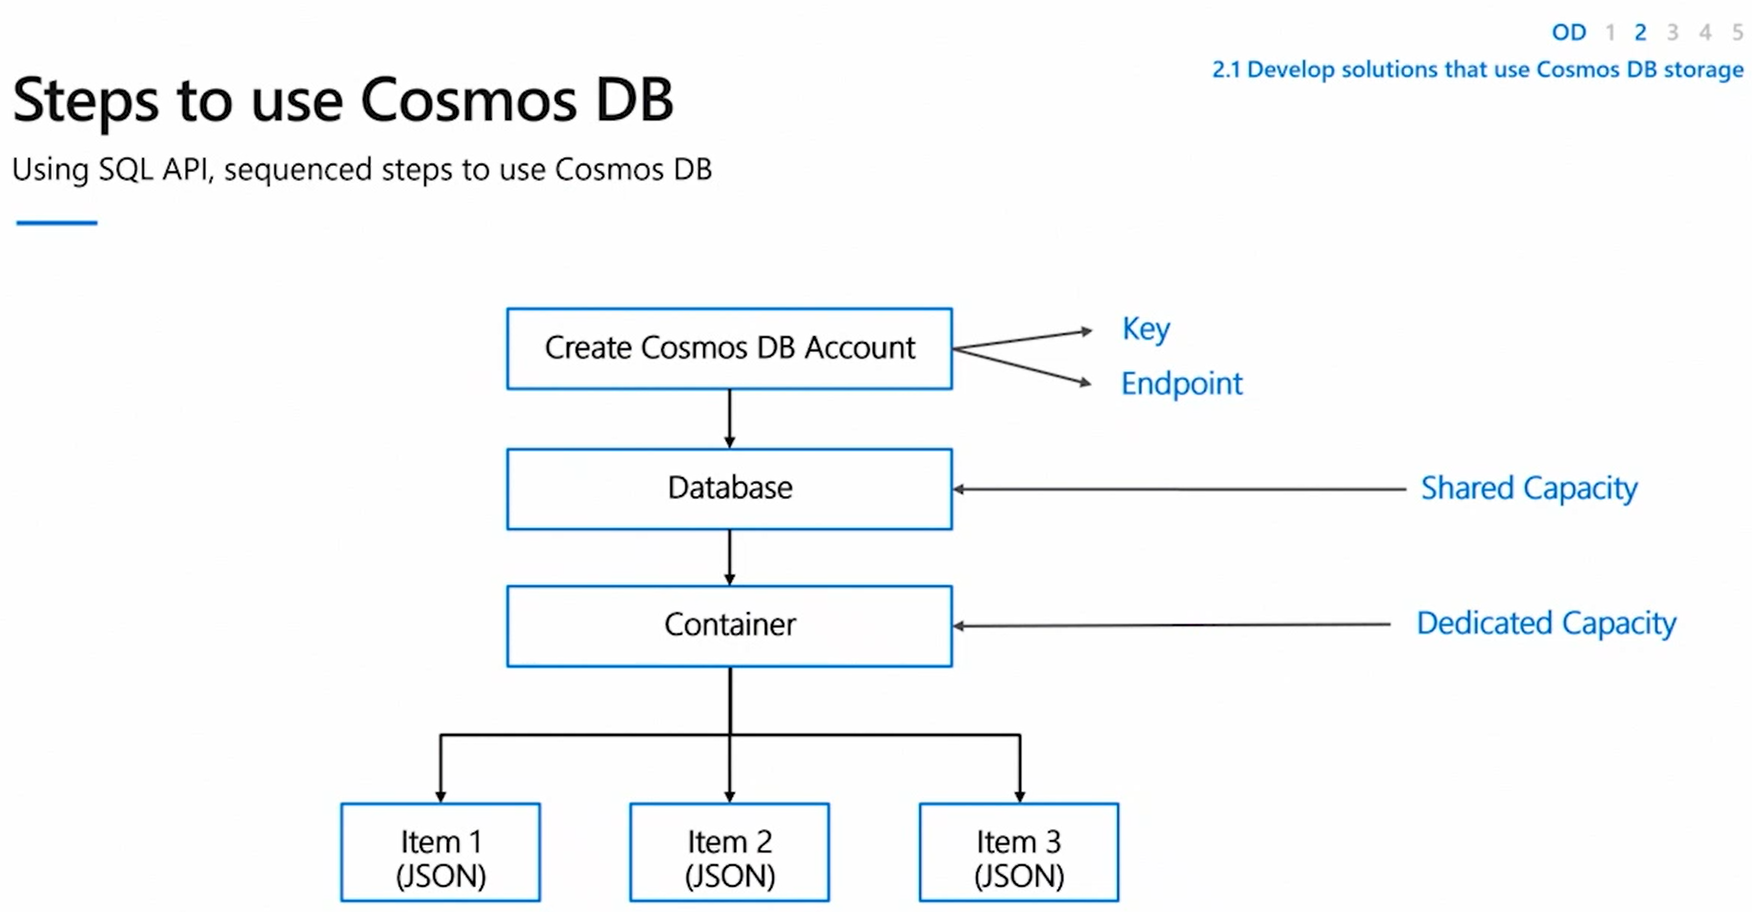 OD 1 2 3 4 5
2.1 Develop solutions that use Cosmos DB storage
Steps to use Cosmos DB
Using SQL API, sequenced steps to use Cosmos DB
Create Cosmos DB Account
Key
Endpoint
Database
Shared Capacity
Container
Dedicated Capacity
Item 1
(JSON)
Item 2
(JSON)
Item 3
(JSON)